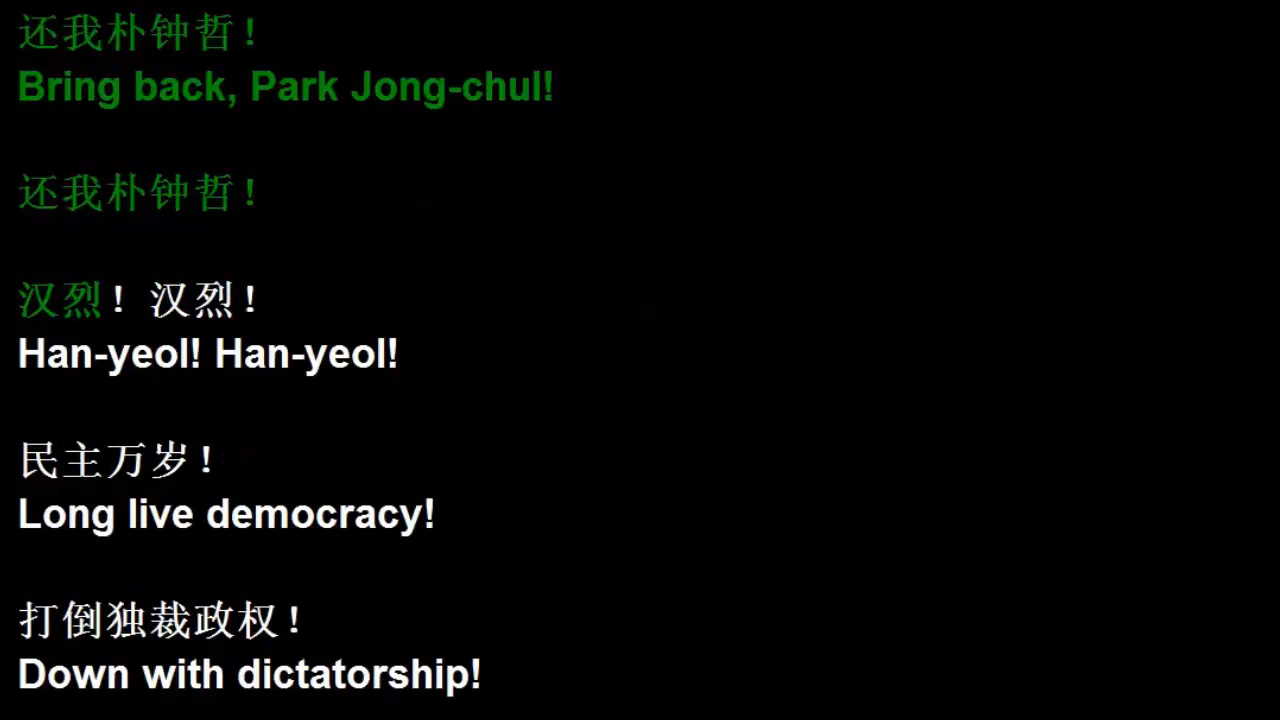 还我朴钟哲！
Bring back, Park Jong-chul!
还我朴钟哲！
汉烈！汉烈！
Han-yeol! Han-yeol!
民主万岁！
Long live democracy!
打倒独裁政权！
Down with dictatorship!